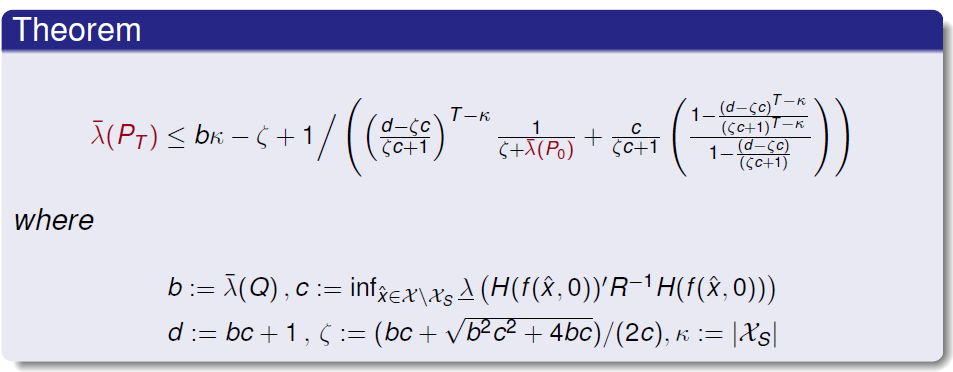 Theorem
λ̄(P_T) ≤ bκ − ζ + 1 / ( ( (d−ζc)/(ζc+1) )^{T−κ} 1/(ζ+λ̄(P_0)) + c/(ζc+1) ( (1 − (d−ζc)^{T−κ}/(ζc+1)^{T−κ}) / (1 − (d−ζc)/(ζc+1)) ) )
where
b := λ̄(Q) , c := inf_{x̂∈𝒳\𝒳_S} λ̲ (H(f(x̂, 0))′R^{−1}H(f(x̂, 0)))
d := bc + 1 , ζ := (bc + √(b²c² + 4bc))/(2c), κ := |𝒳_S|